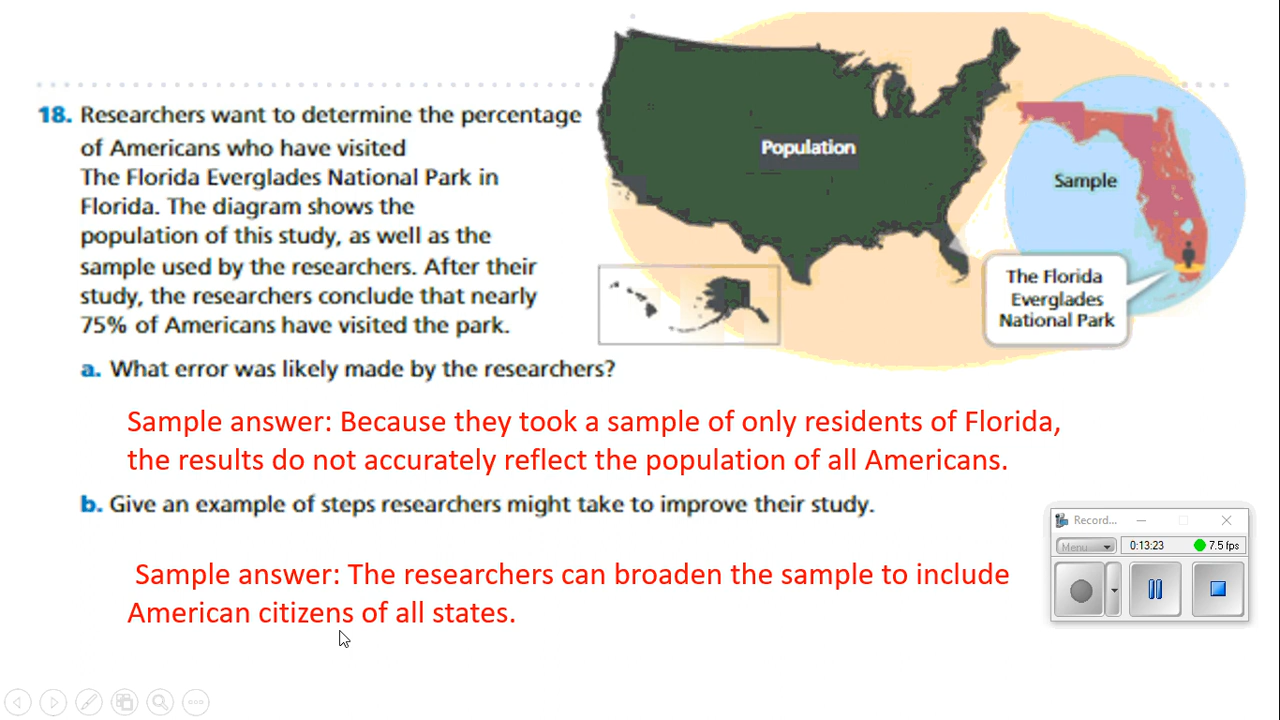 18. Researchers want to determine the percentage
of Americans who have visited
The Florida Everglades National Park in
Florida. The diagram shows the
population of this study, as well as the
sample used by the researchers. After their
study, the researchers conclude that nearly
75% of Americans have visited the park.
Population
Sample
The Florida
Everglades
National Park
a. What error was likely made by the researchers?
Sample answer: Because they took a sample of only residents of Florida,
the results do not accurately reflect the population of all Americans.
b. Give an example of steps researchers might take to improve their study.
Sample answer: The researchers can broaden the sample to include
American citizens of all states.
Record...
Menu
0:13:23
7.5 fps